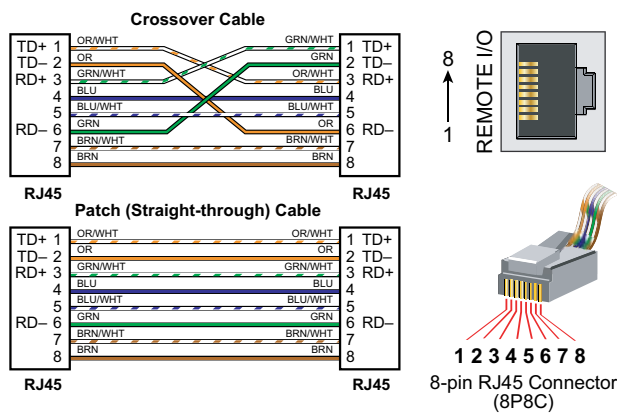 Crossover Cable
TD+ 1 OR/WHT GRN/WHT 1 TD+
TD– 2 OR GRN 2 TD–
RD+ 3 GRN/WHT OR/WHT 3 RD+
4 BLU BLU 4
5 BLU/WHT BLU/WHT 5
RD– 6 GRN OR 6 RD–
7 BRN/WHT BRN/WHT 7
8 BRN BRN 8
RJ45 RJ45
8
1
REMOTE I/O
Patch (Straight-through) Cable
TD+ 1 OR/WHT OR/WHT 1 TD+
TD– 2 OR OR 2 TD–
RD+ 3 GRN/WHT GRN/WHT 3 RD+
4 BLU BLU 4
5 BLU/WHT BLU/WHT 5
RD– 6 GRN GRN 6 RD–
7 BRN/WHT BRN/WHT 7
8 BRN BRN 8
RJ45 RJ45
1 2 3 4 5 6 7 8
8-pin RJ45 Connector
(8P8C)